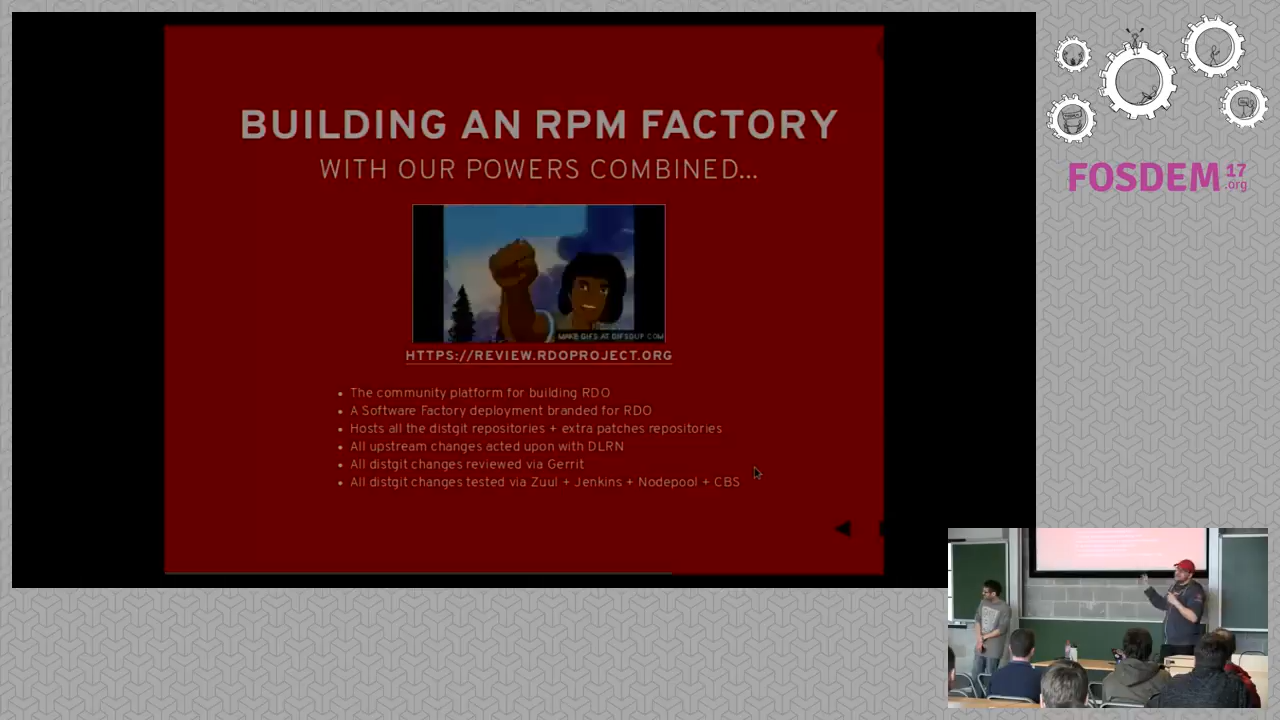 BUILDING AN RPM FACTORY
WITH OUR POWERS COMBINED...
MAKE GIFS AT GIFSOUP.COM
HTTPS://REVIEW.RDOPROJECT.ORG
The community platform for building RDO
A Software Factory deployment branded for RDO
Hosts all the distgit repositories + extra patches repositories
All upstream changes acted upon with DLRN
All distgit changes reviewed via Gerrit
All distgit changes tested via Zuul + Jenkins + Nodepool + CBS
FOSDEM 17
.org